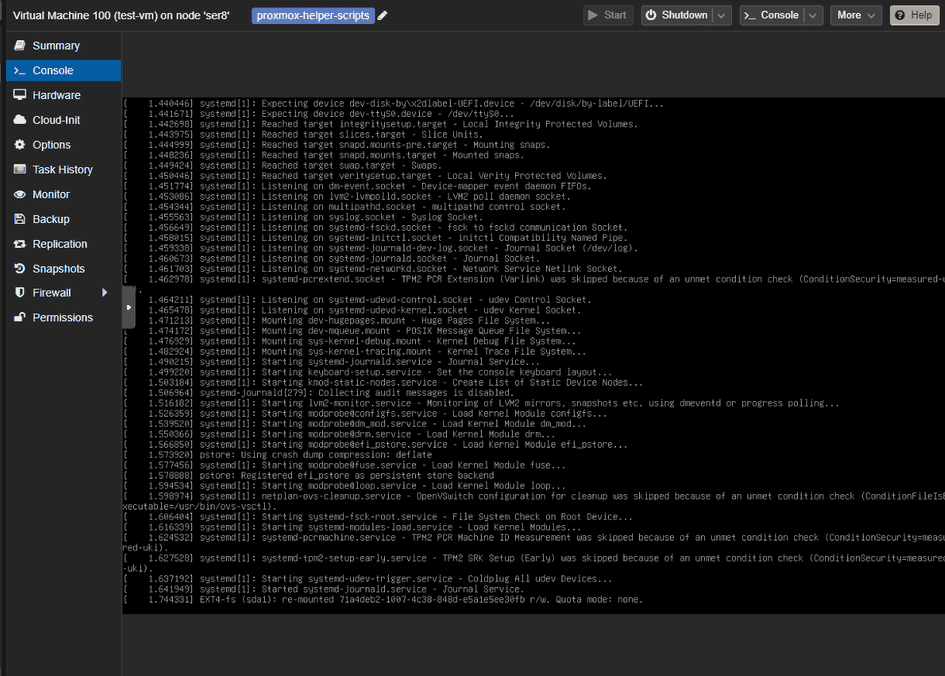 Virtual Machine 100 (test-vm) on node 'ser8'
proxmox-helper-scripts
Start
Shutdown
Console
More
Help
Summary
Console
Hardware
Cloud-Init
Options
Task History
Monitor
Backup
Replication
Snapshots
Firewall
Permissions
[    1.440446] systemd[1]: Expecting device dev-disk-by\x2dlabel-UEFI.device - /dev/disk/by-label/UEFI...
[    1.441671] systemd[1]: Expecting device dev-ttyS0.device - /dev/ttyS0...
[    1.442698] systemd[1]: Reached target integritysetup.target - Local Integrity Protected Volumes.
[    1.443975] systemd[1]: Reached target slices.target - Slice Units.
[    1.444999] systemd[1]: Reached target snapd.mounts-pre.target - Mounting snaps.
[    1.448236] systemd[1]: Reached target snapd.mounts.target - Mounted snaps.
[    1.449424] systemd[1]: Reached target swap.target - Swaps.
[    1.450446] systemd[1]: Reached target veritysetup.target - Local Verity Protected Volumes.
[    1.451774] systemd[1]: Listening on dm-event.socket - Device-mapper event daemon FIFOs.
[    1.453086] systemd[1]: Listening on lvm2-lvmpolld.socket - LVM2 poll daemon socket.
[    1.454344] systemd[1]: Listening on multipathd.socket - multipathd control socket.
[    1.455563] systemd[1]: Listening on syslog.socket - Syslog Socket.
[    1.456649] systemd[1]: Listening on systemd-fsckd.socket - fsck to fsckd communication Socket.
[    1.458015] systemd[1]: Listening on systemd-initctl.socket - initctl Compatibility Named Pipe.
[    1.459338] systemd[1]: Listening on systemd-journald-dev-log.socket - Journal Socket (/dev/log).
[    1.460673] systemd[1]: Listening on systemd-journald.socket - Journal Socket.
[    1.461703] systemd[1]: Listening on systemd-networkd.socket - Network Service Netlink Socket.
[    1.462978] systemd[1]: systemd-pcrextend.socket - TPM2 PCR Extension (Varlink) was skipped because of an unmet condition check (ConditionSecurity=measured-u
[    1.464211] systemd[1]: Listening on systemd-udevd-control.socket - udev Control Socket.
[    1.465478] systemd[1]: Listening on systemd-udevd-kernel.socket - udev Kernel Socket.
[    1.471213] systemd[1]: Mounting dev-hugepages.mount - Huge Pages File System...
[    1.474172] systemd[1]: Mounting dev-mqueue.mount - POSIX Message Queue File System...
[    1.476929] systemd[1]: Mounting sys-kernel-debug.mount - Kernel Debug File System...
[    1.482924] systemd[1]: Mounting sys-kernel-tracing.mount - Kernel Trace File System...
[    1.490215] systemd[1]: Starting systemd-journald.service - Journal Service...
[    1.499220] systemd[1]: Starting keyboard-setup.service - Set the console keyboard layout...
[    1.503184] systemd[1]: Starting kmod-static-nodes.service - Create List of Static Device Nodes...
[    1.506964] systemd-journald[279]: Collecting audit messages is disabled.
[    1.516182] systemd[1]: Starting lvm2-monitor.service - Monitoring of LVM2 mirrors, snapshots etc. using dmeventd or progress polling...
[    1.526359] systemd[1]: Starting modprobe@configfs.service - Load Kernel Module configfs...
[    1.539520] systemd[1]: Starting modprobe@dm_mod.service - Load Kernel Module dm_mod...
[    1.550366] systemd[1]: Starting modprobe@drm.service - Load Kernel Module drm...
[    1.566850] systemd[1]: Starting modprobe@efi_pstore.service - Load Kernel Module efi_pstore...
[    1.573920] pstore: Using crash dump compression: deflate
[    1.577456] systemd[1]: Starting modprobe@fuse.service - Load Kernel Module fuse...
[    1.578888] pstore: Registered efi_pstore as persistent store backend
[    1.594534] systemd[1]: Starting modprobe@loop.service - Load Kernel Module loop...
[    1.598974] systemd[1]: netplan-ovs-cleanup.service - OpenVSwitch configuration for cleanup was skipped because of an unmet condition check (ConditionFileIsE
xecutable=/usr/bin/ovs-vsctl).
[    1.606404] systemd[1]: Starting systemd-fsck-root.service - File System Check on Root Device...
[    1.616339] systemd[1]: Starting systemd-modules-load.service - Load Kernel Modules...
[    1.624532] systemd[1]: systemd-pcrmachine.service - TPM2 PCR Machine ID Measurement was skipped because of an unmet condition check (ConditionSecurity=measu
red-uki).
[    1.627528] systemd[1]: systemd-tpm2-setup-early.service - TPM2 SRK Setup (Early) was skipped because of an unmet condition check (ConditionSecurity=measured
-uki).
[    1.637192] systemd[1]: Starting systemd-udev-trigger.service - Coldplug All udev Devices...
[    1.641949] systemd[1]: Started systemd-journald.service - Journal Service.
[    1.744331] EXT4-fs (sda1): re-mounted 71a4deb2-1007-4c38-848d-e5a1e5ee30fb r/w. Quota mode: none.